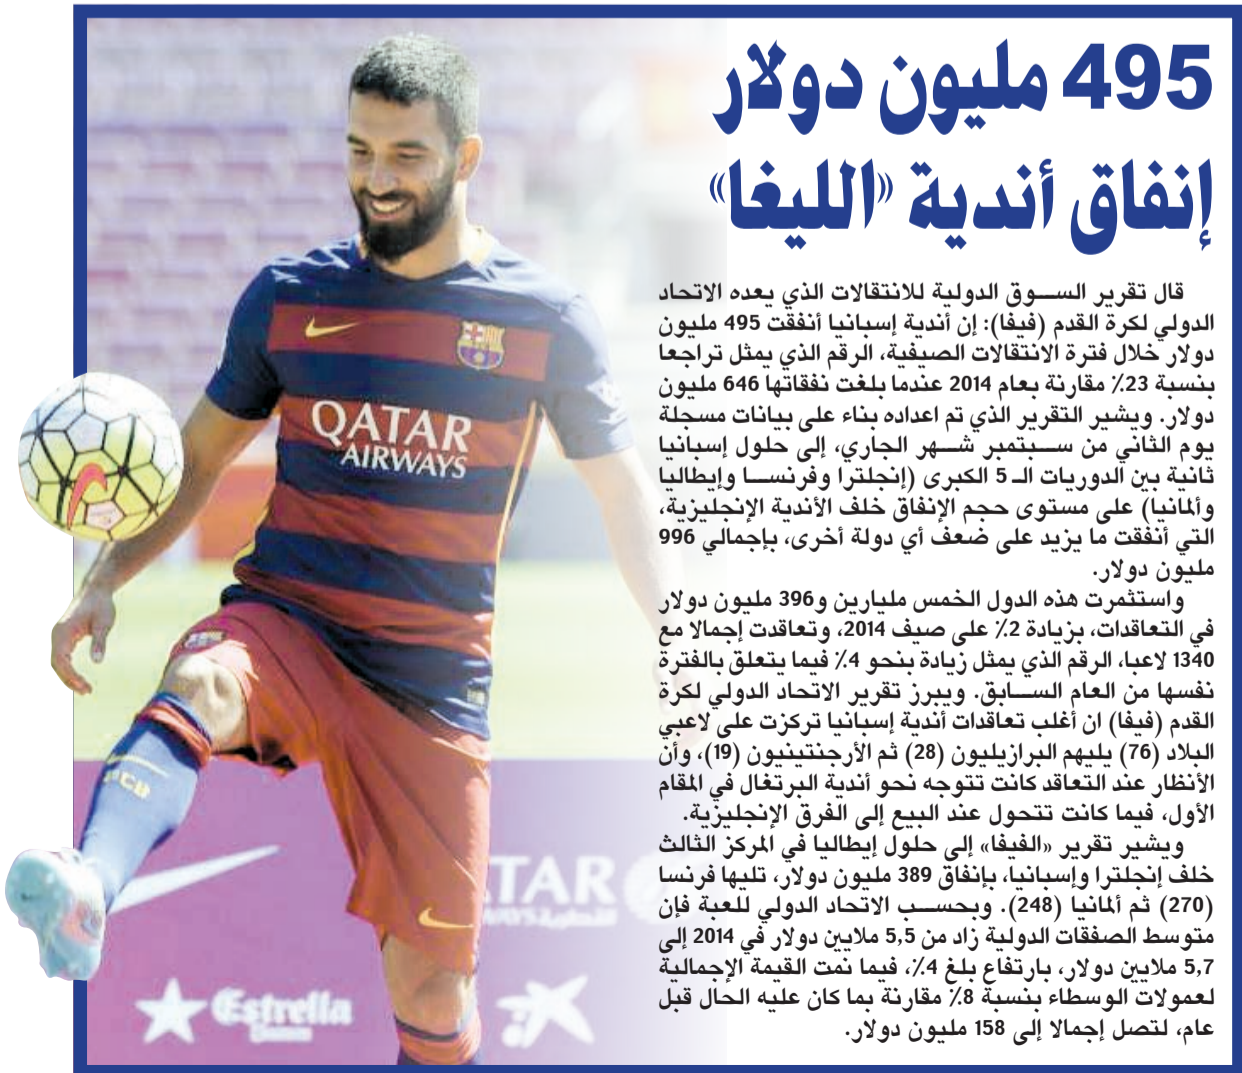 495 مليون دولار
إنفاق أندية «الليغا»
قال تقرير السوق الدولية للانتقالات الذي يعده الاتحاد
الدولي لكرة القدم (فيفا): إن أندية إسبانيا أنفقت 495 مليون
دولار خلال فترة الانتقالات الصيفية، الرقم الذي يمثل تراجعا
بنسبة 23٪ مقارنة بعام 2014 عندما بلغت نفقاتها 646 مليون
دولار. ويشير التقرير الذي تم اعداده بناء على بيانات مسجلة
يوم الثاني من سبتمبر شهر الجاري، إلى حلول إسبانيا
ثانية بين الدوريات الـ 5 الكبرى (إنجلترا وفرنسا وإيطاليا
وألمانيا) على مستوى حجم الإنفاق خلف الأندية الإنجليزية،
التي أنفقت ما يزيد على ضعف أي دولة أخرى، بإجمالي 996
مليون دولار.
واستثمرت هذه الدول الخمس مليارين و396 مليون دولار
في التعاقدات، بزيادة 2٪ على صيف 2014، وتعاقدت إجمالا مع
1340 لاعبا، الرقم الذي يمثل زيادة بنحو 4٪ فيما يتعلق بالفترة
نفسها من العام السابق. ويبرز تقرير الاتحاد الدولي لكرة
القدم (فيفا) ان أغلب تعاقدات أندية إسبانيا تركزت على لاعبي
البلاد (76) يليهم البرازيليون (28) ثم الأرجنتينيون (19)، وأن
الأنظار عند التعاقد كانت تتوجه نحو أندية البرتغال في المقام
الأول، فيما كانت تتحول عند البيع إلى الفرق الإنجليزية.
ويشير تقرير «الفيفا» إلى حلول إيطاليا في المركز الثالث
خلف إنجلترا وإسبانيا، بإنفاق 389 مليون دولار، تليها فرنسا
(270) ثم ألمانيا (248). وبحسب الاتحاد الدولي للعبة فإن
متوسط الصفقات الدولية زاد من 5,5 ملايين دولار في 2014 إلى
5,7 ملايين دولار، بارتفاع بلغ 4٪، فيما نمت القيمة الإجمالية
لعمولات الوسطاء بنسبة 8٪ مقارنة بما كان عليه الحال قبل
عام، لتصل إجمالا إلى 158 مليون دولار.
QATAR
AIRWAYS
FCB
TAR
WAYS القطرية
Estrella